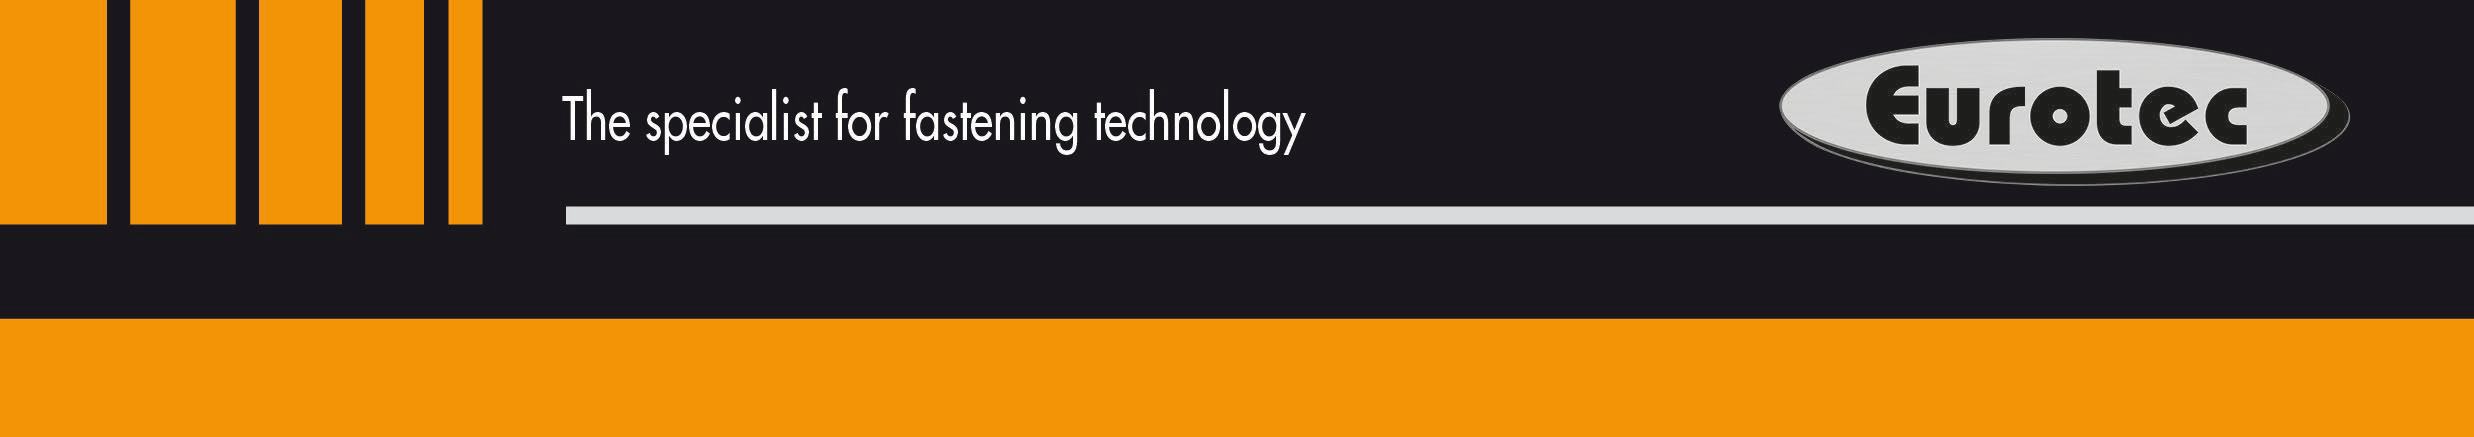 The specialist for fastening technology
Eurotec